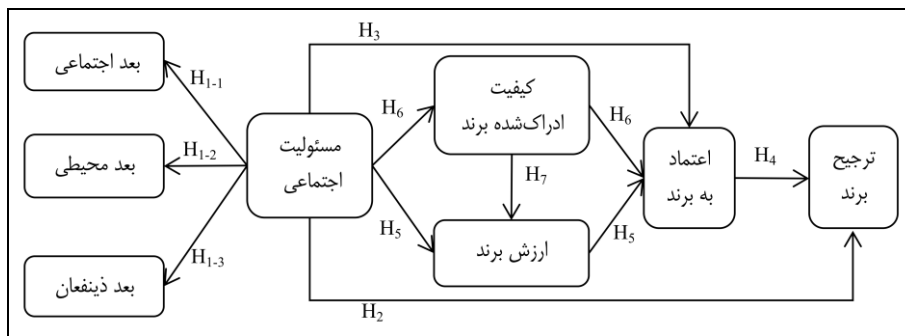 H3
بعد اجتماعی
H1-1
کیفیت
ادراک‌شده برند
H6
H6
مسئولیت
اجتماعی
بعد محیطی
H1-2
اعتماد
به برند
H4
ترجیح
برند
H7
H5
ارزش برند
H5
H1-3
بعد ذینفعان
H2